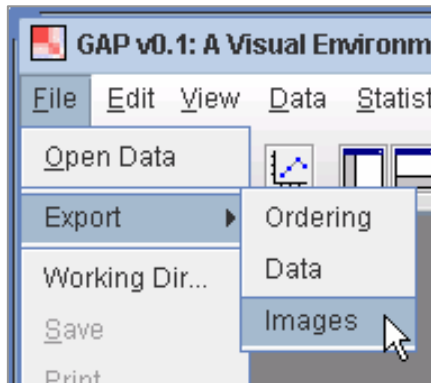 GAP v0.1: A Visual Environm
File Edit View Data Statist
Open Data
Export
Ordering
Data
Images
Working Dir...
Save
Print